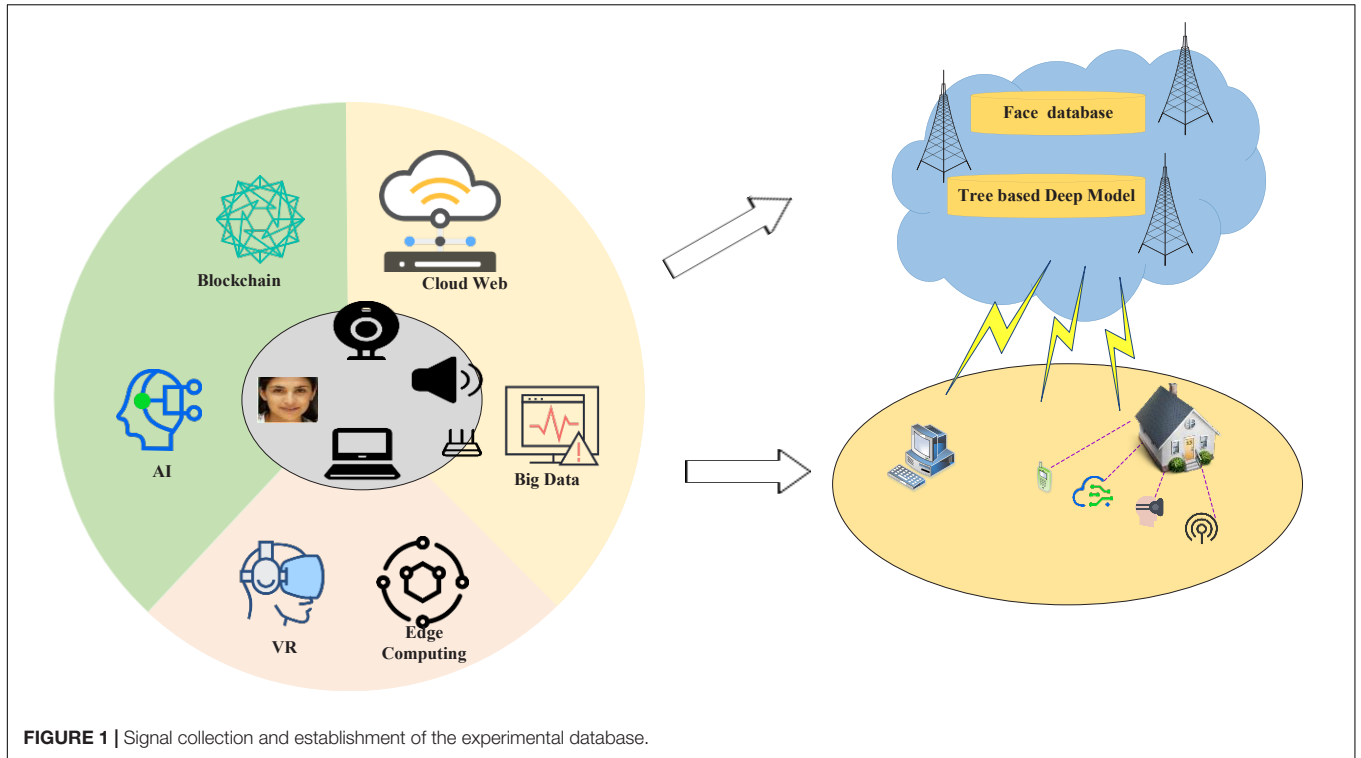 Blockchain
Cloud Web
AI
Big Data
VR
Edge
Computing
Face database
Tree based Deep Model
FIGURE 1 | Signal collection and establishment of the experimental database.